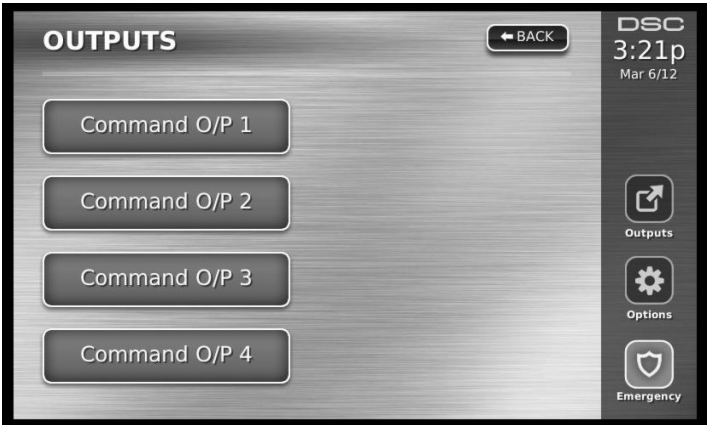 OUTPUTS
BACK
Command O/P 1
Command O/P 2
Command O/P 3
Command O/P 4
DSC
3:21p
Mar 6/12
Outputs
Options
Emergency